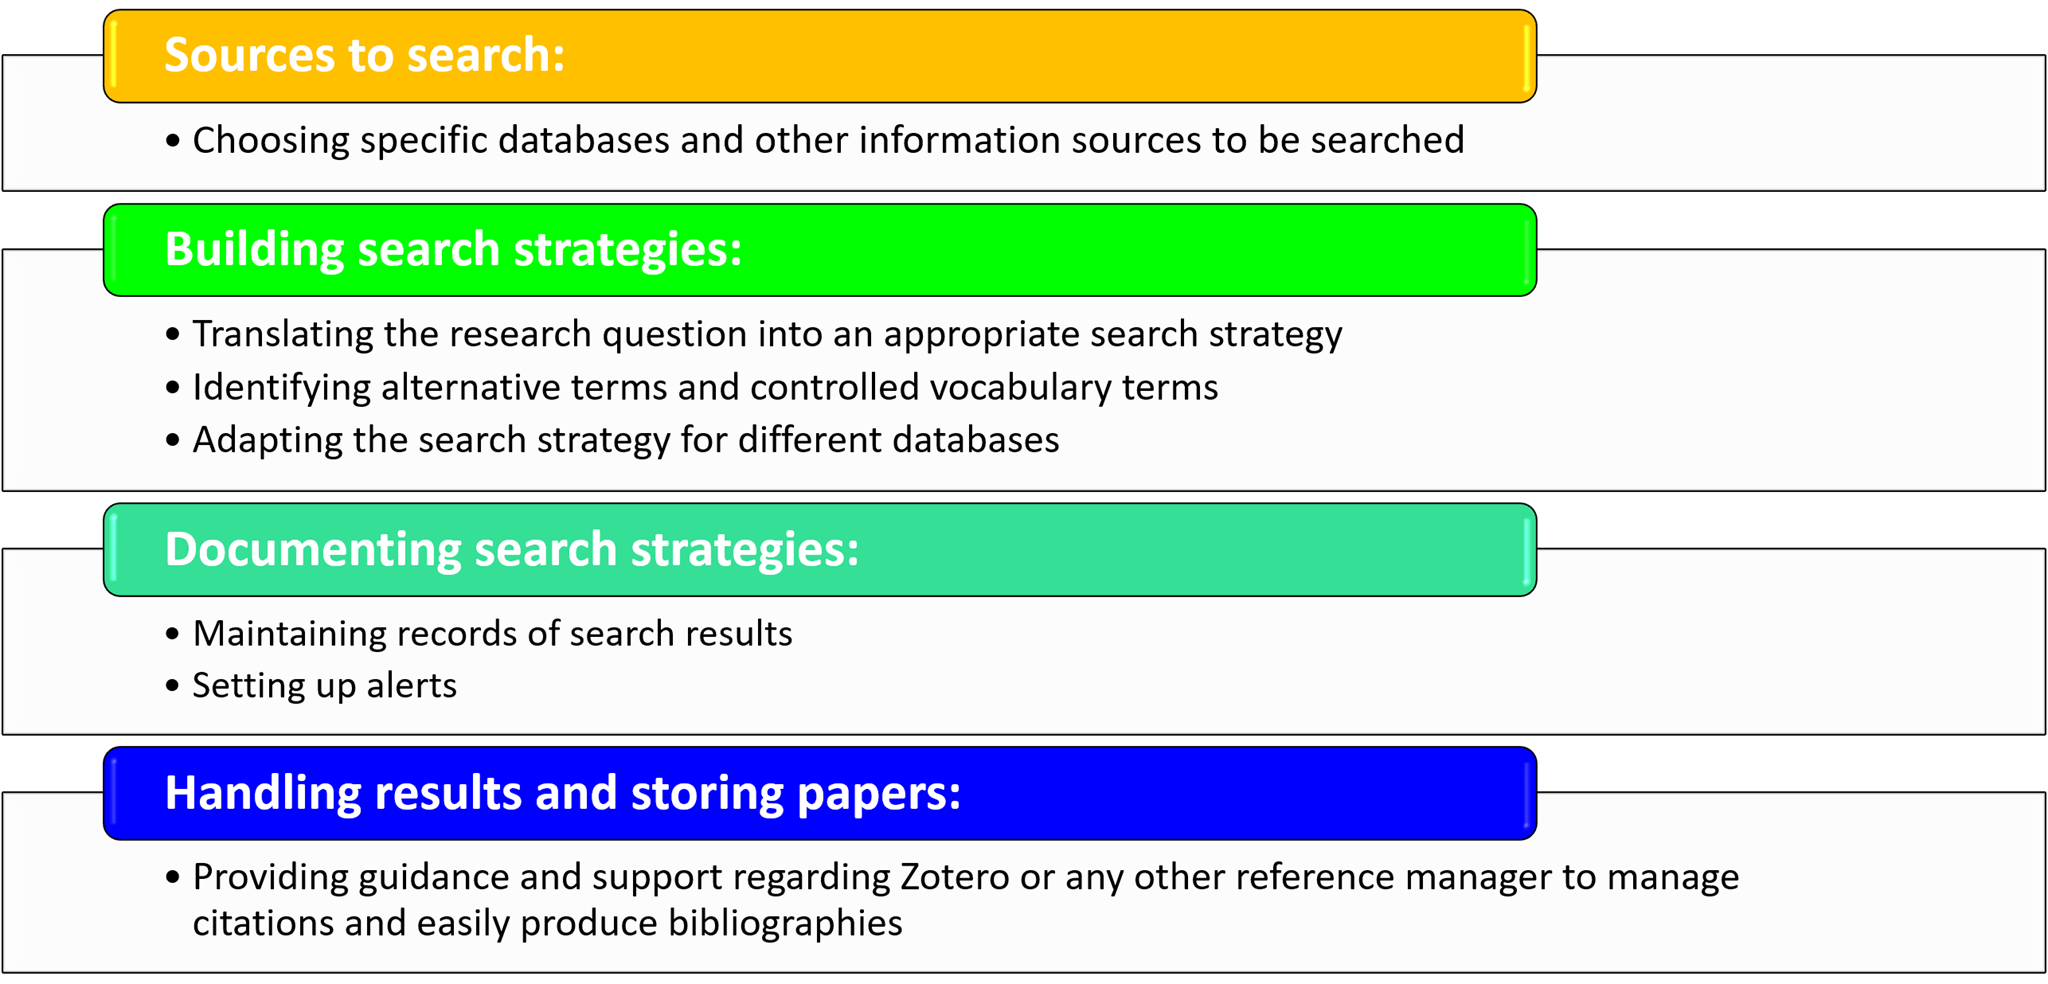 Sources to search:
• Choosing specific databases and other information sources to be searched
Building search strategies:
• Translating the research question into an appropriate search strategy
• Identifying alternative terms and controlled vocabulary terms
• Adapting the search strategy for different databases
Documenting search strategies:
• Maintaining records of search results
• Setting up alerts
Handling results and storing papers:
• Providing guidance and support regarding Zotero or any other reference manager to manage
citations and easily produce bibliographies